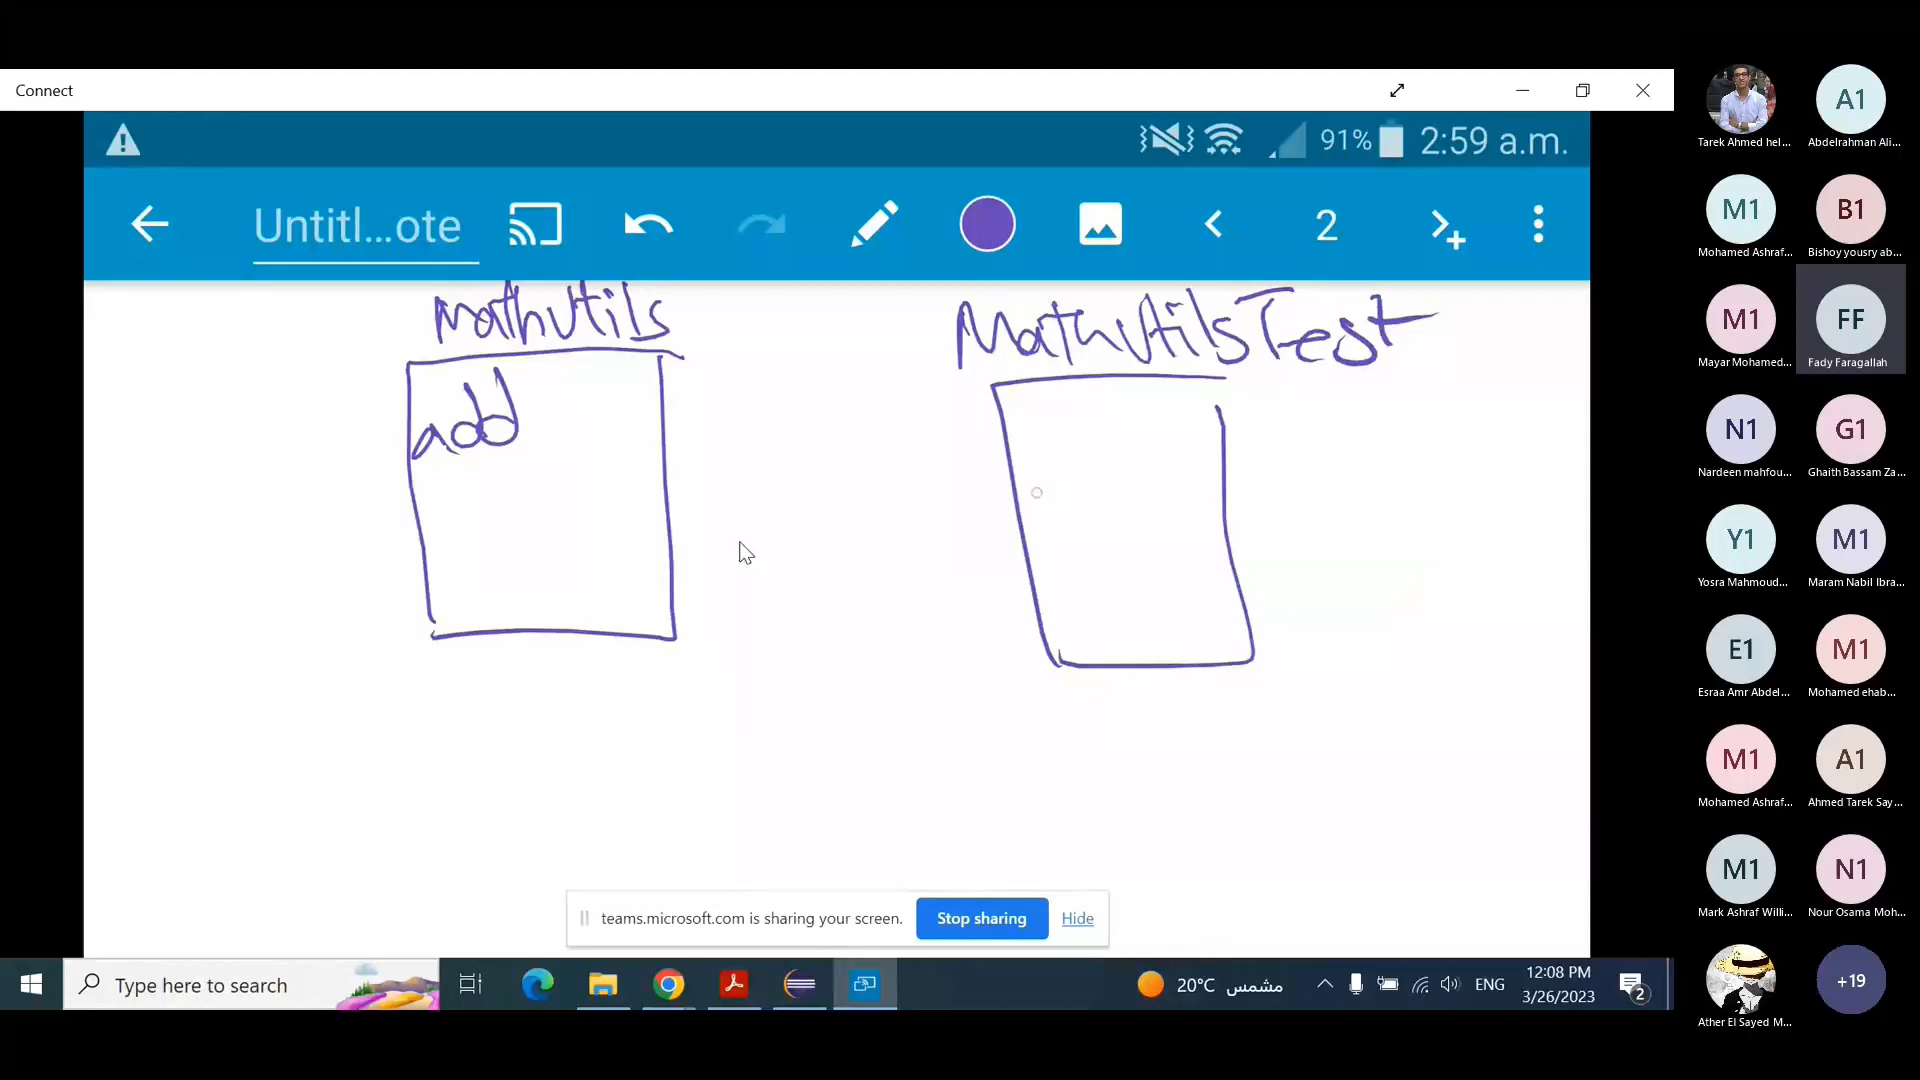 Connect
91% 2:59 a.m.
Untitl...ote 2
MathUtils
MathUtilsTest
add
teams.microsoft.com is sharing your screen. Stop sharing Hide
Type here to search
20°C مشمس
ENG
12:08 PM
3/26/2023
2
Tarek Ahmed hel...
A1
Abdelrahman Ali...
M1
Mohamed Ashraf...
B1
Bishoy yousry ab...
M1
Mayar Mohamed...
FF
Fady Faragallah
N1
Nardeen mahfou...
G1
Ghaith Bassam Za...
Y1
Yosra Mahmoud...
M1
Maram Nabil Ibra...
E1
Esraa Amr Abdel...
M1
Mohamed ehab...
M1
Mohamed Ashraf...
A1
Ahmed Tarek Say...
M1
Mark Ashraf Willi...
N1
Nour Osama Moh...
Ather El Sayed M...
+19